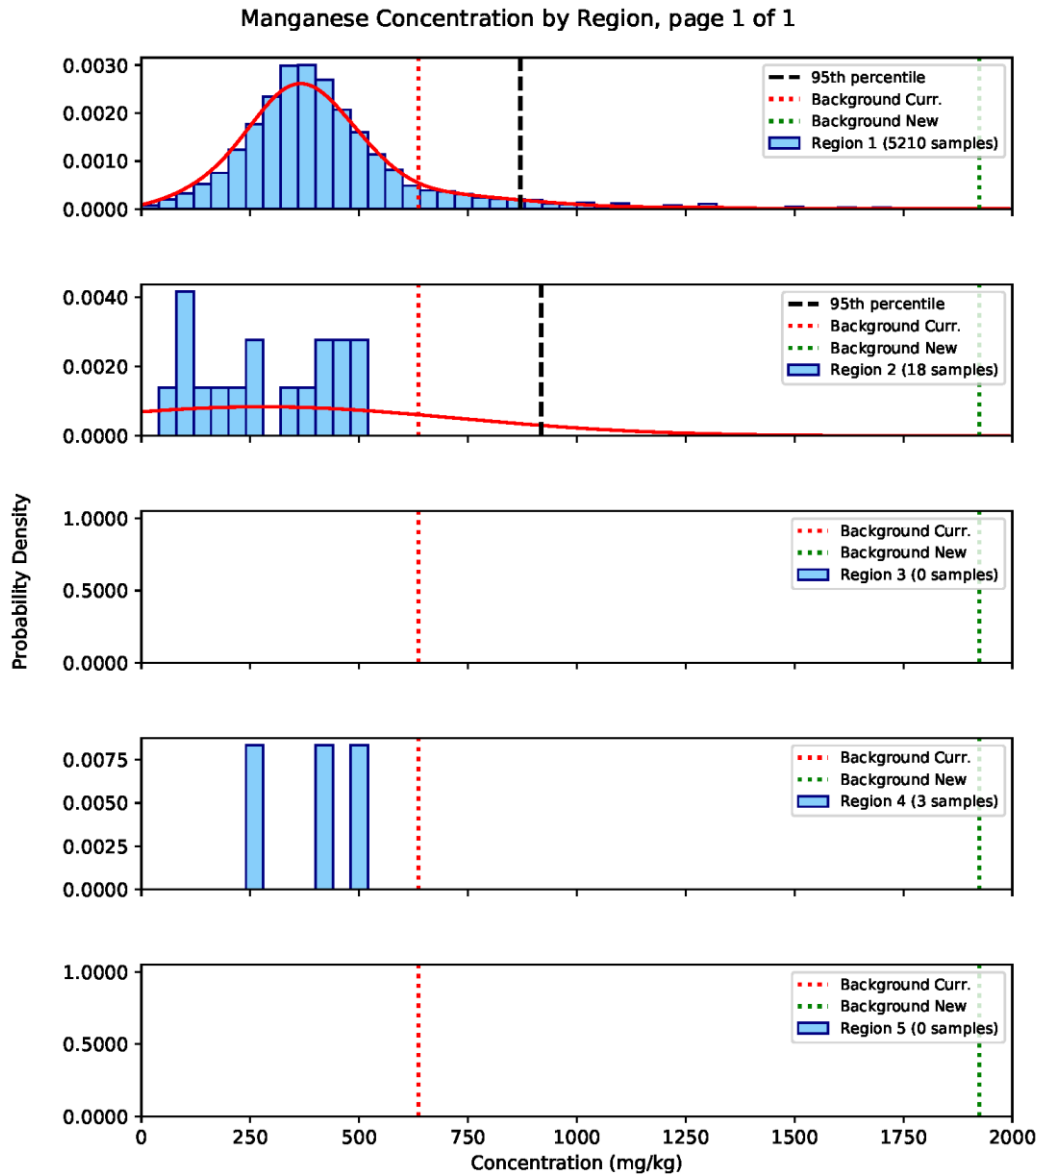 Manganese Concentration by Region, page 1 of 1
0.0030
0.0020
0.0010
0.0000
95th percentile
Background Curr.
Background New
Region 1 (5210 samples)
0.0040
0.0020
0.0000
95th percentile
Background Curr.
Background New
Region 2 (18 samples)
Probability Density
1.0000
0.5000
0.0000
Background Curr.
Background New
Region 3 (0 samples)
0.0075
0.0050
0.0025
0.0000
Background Curr.
Background New
Region 4 (3 samples)
1.0000
0.5000
0.0000
Background Curr.
Background New
Region 5 (0 samples)
0 250 500 750 1000 1250 1500 1750 2000
Concentration (mg/kg)